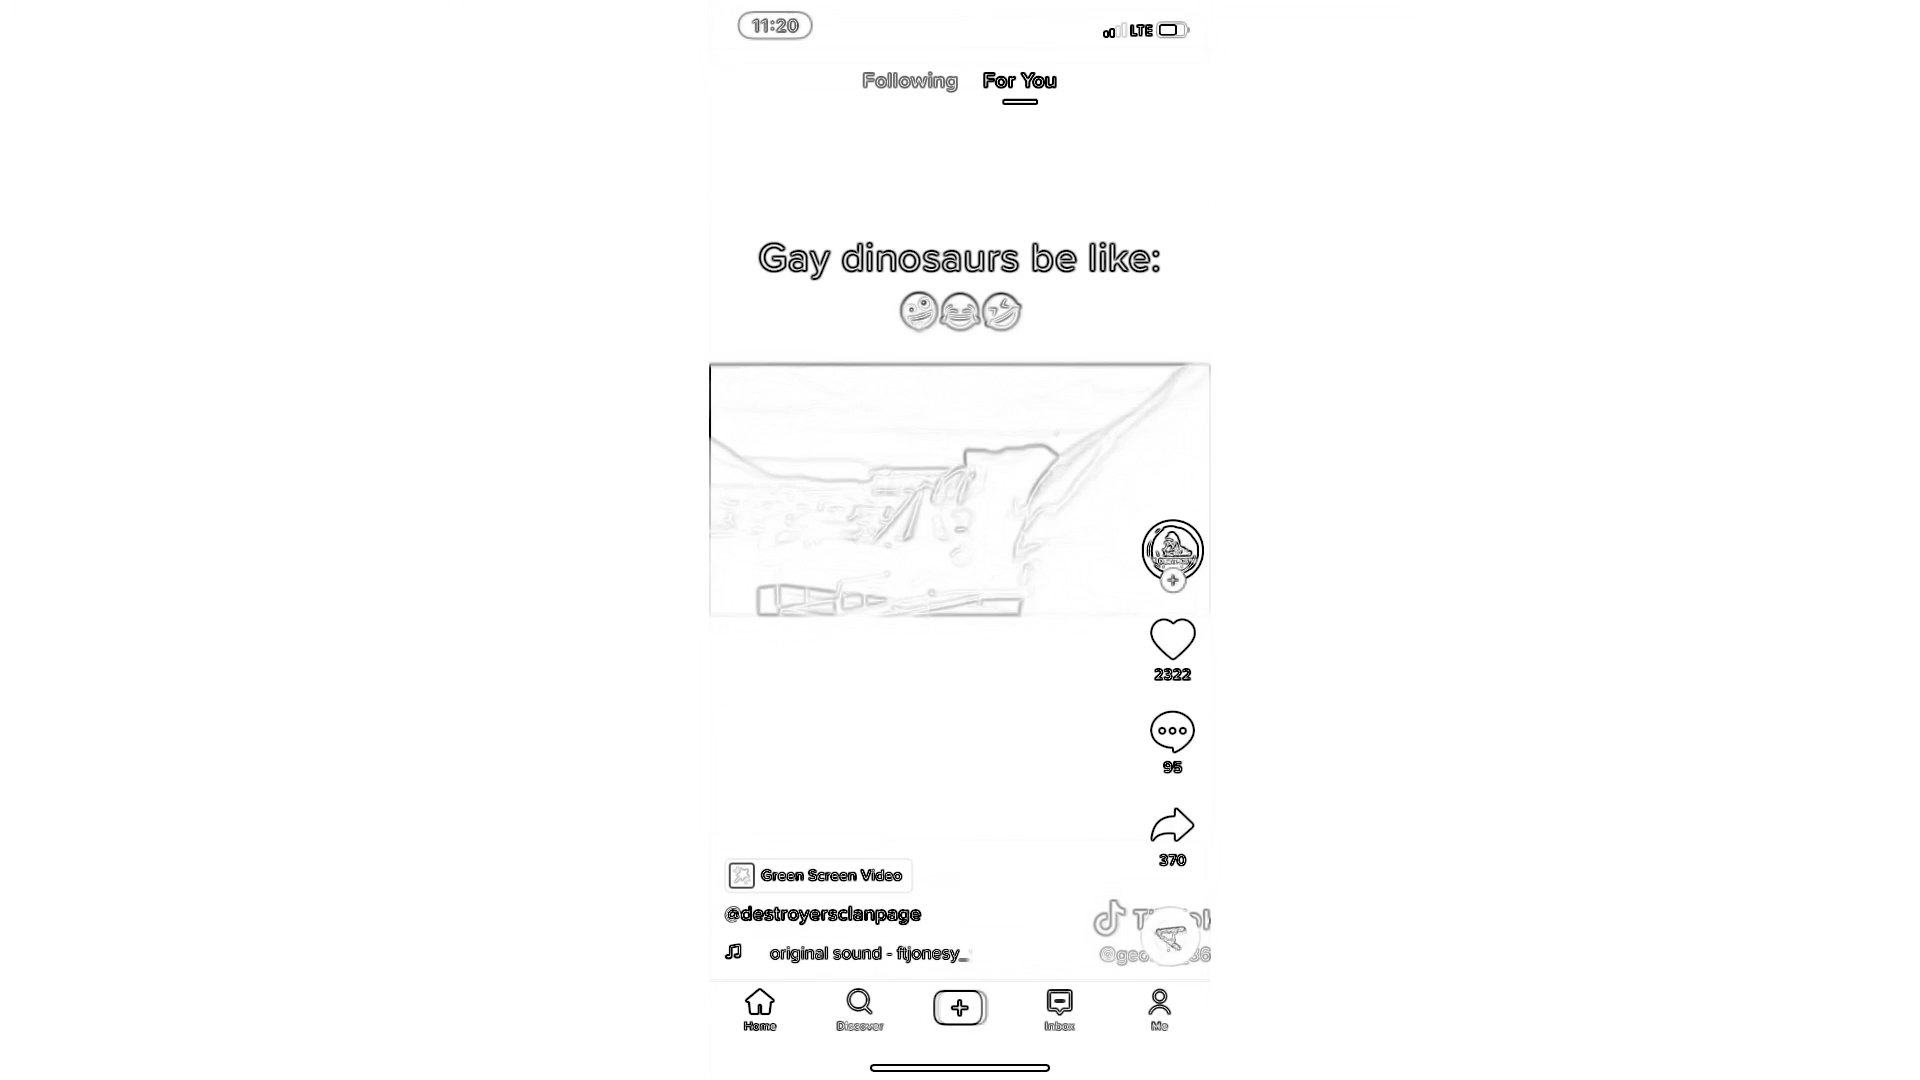 11:20
LTE
Following For You
Gay dinosaurs be like:
🤪😂🤣
2322
95
370
Green Screen Video
@destroyersclanpage
original sound - ftjonesy_
Home
Discover
Inbox
Me